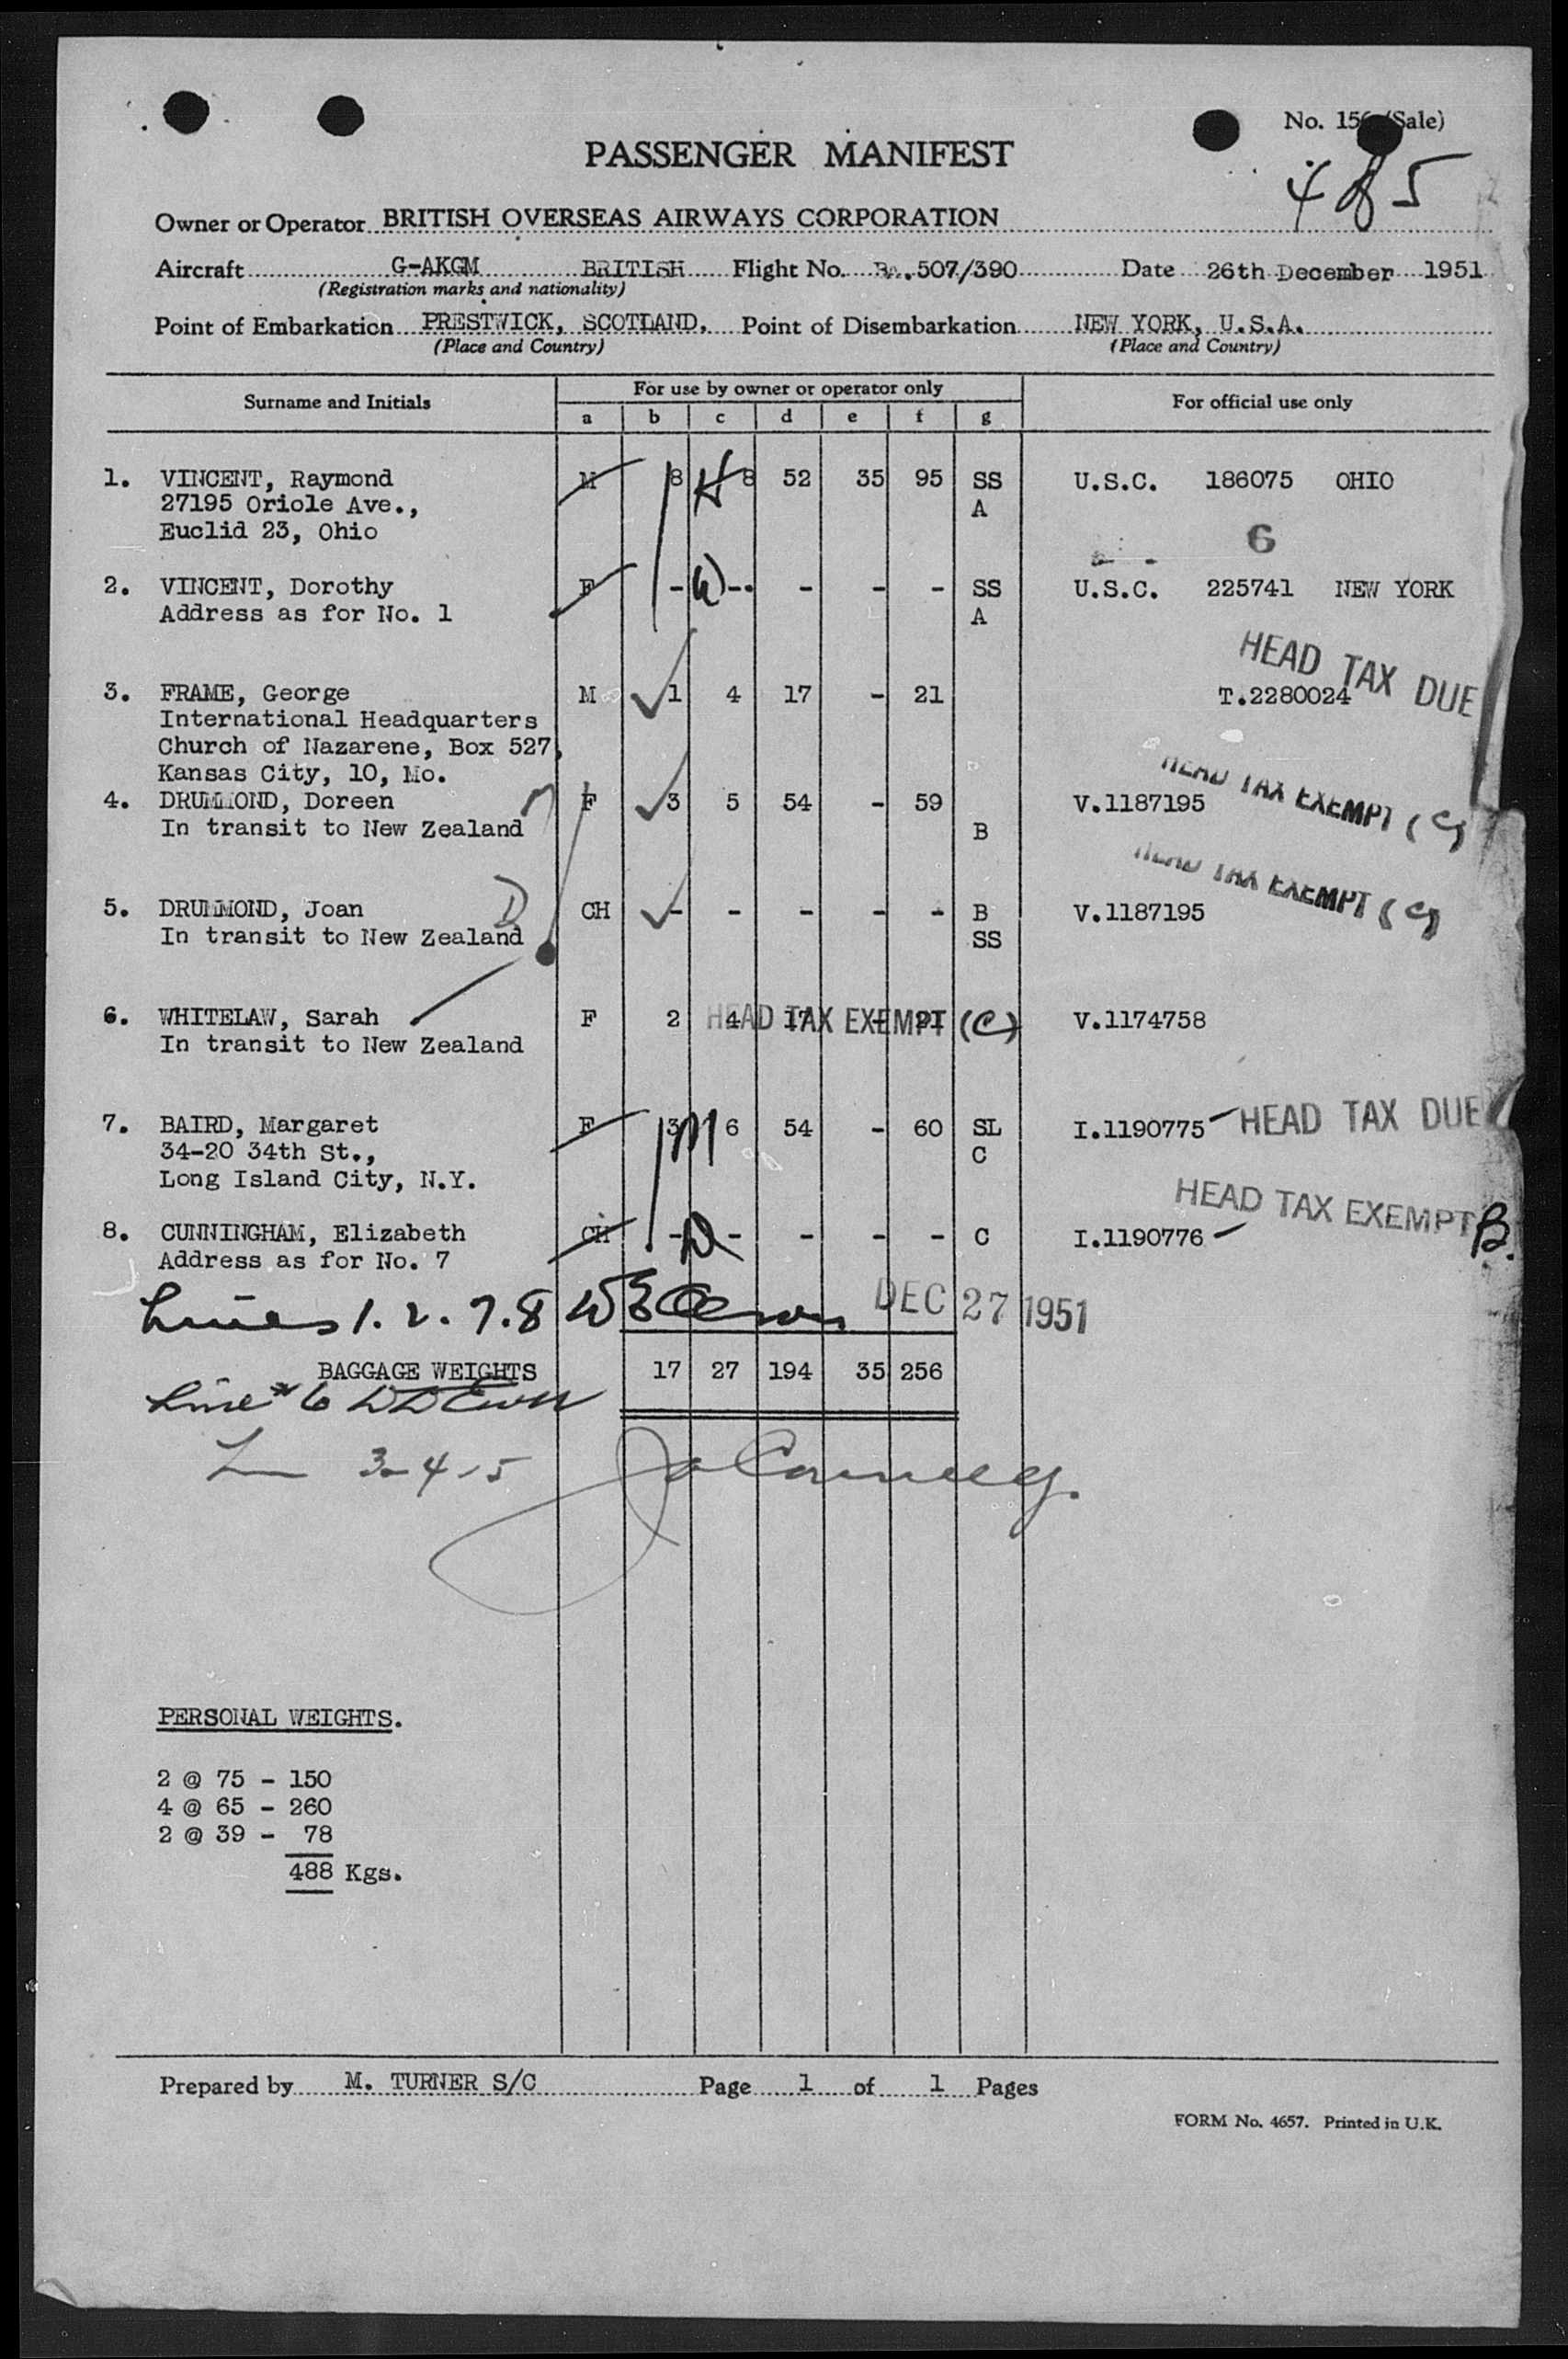 No. 15 (Sale)
4 of 5
PASSENGER MANIFEST
Owner or Operator BRITISH OVERSEAS AIRWAYS CORPORATION
Aircraft G-AKGM BRITISH Flight No. BA.507/390 Date 26th December 1951
(Registration marks and nationality)
Point of Embarkation PRESTWICK, SCOTLAND. Point of Disembarkation NEW YORK, U.S.A.
(Place and Country) (Place and Country)
Surname and Initials For use by owner or operator only For official use only
a b c d e f g
1. VINCENT, Raymond M 8 H 8 52 35 95 SS U.S.C. 186075 OHIO
27195 Oriole Ave., A
Euclid 23, Ohio 6
2. VINCENT, Dorothy F - W -- - - - SS U.S.C. 225741 NEW YORK
Address as for No. 1 A
HEAD TAX DUE
3. FRAME, George M 1 4 17 - 21 T.2280024
International Headquarters
Church of Nazarene, Box 527,
Kansas City, 10, Mo.
HEAD TAX EXEMPT (C)
4. DRUMMOND, Doreen M F 3 5 54 - 59 V.1187195
In transit to New Zealand B
HEAD TAX EXEMPT (C)
5. DRUMMOND, Joan D CH - - - - - B V.1187195
In transit to New Zealand SS
6. WHITELAW, Sarah F 2 4 17 - 21 HEAD TAX EXEMPT (C) V.1174758
In transit to New Zealand
7. BAIRD, Margaret F 3 M 6 54 - 60 SL I.1190775 HEAD TAX DUE
34-20 34th St., C
Long Island City, N.Y.
HEAD TAX EXEMPT B.
8. CUNNINGHAM, Elizabeth CH - D - - - - C I.1190776
Address as for No. 7
Lines 1. 2. 7. 8 DEC 27 1951
BAGGAGE WEIGHTS 17 27 194 35 256
Line # 6
3-4-5
PERSONAL WEIGHTS.
2 @ 75 - 150
4 @ 65 - 260
2 @ 39 - 78
488 Kgs.
Prepared by M. TURNER S/C Page 1 of 1 Pages
FORM No. 4657. Printed in U.K.